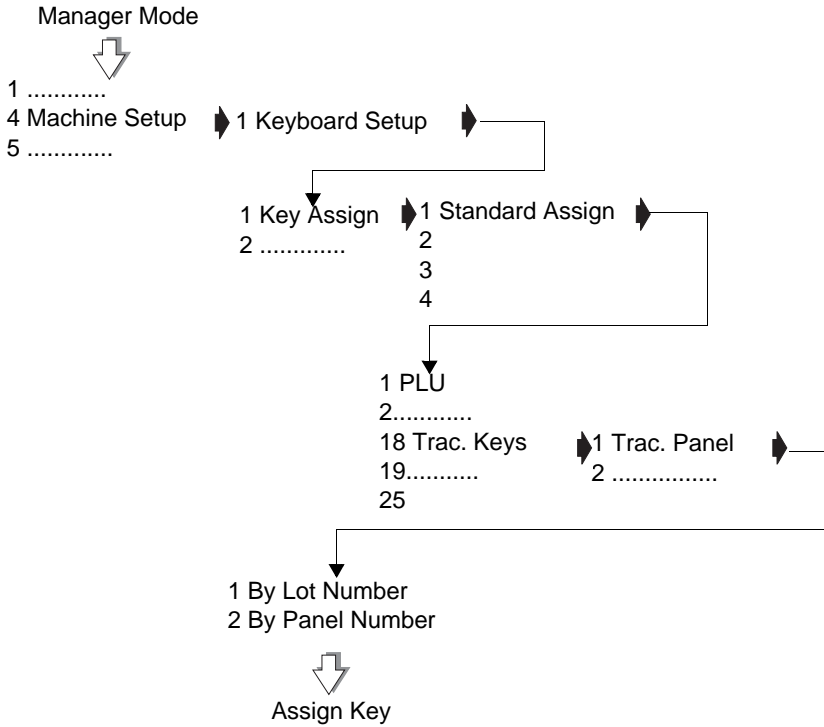 Manager Mode
1 ............
4 Machine Setup
5 .............
1 Keyboard Setup
1 Key Assign
2 .............
1 Standard Assign
2
3
4
1 PLU
2............
18 Trac. Keys
19...........
25
1 Trac. Panel
2 ................
1 By Lot Number
2 By Panel Number
Assign Key